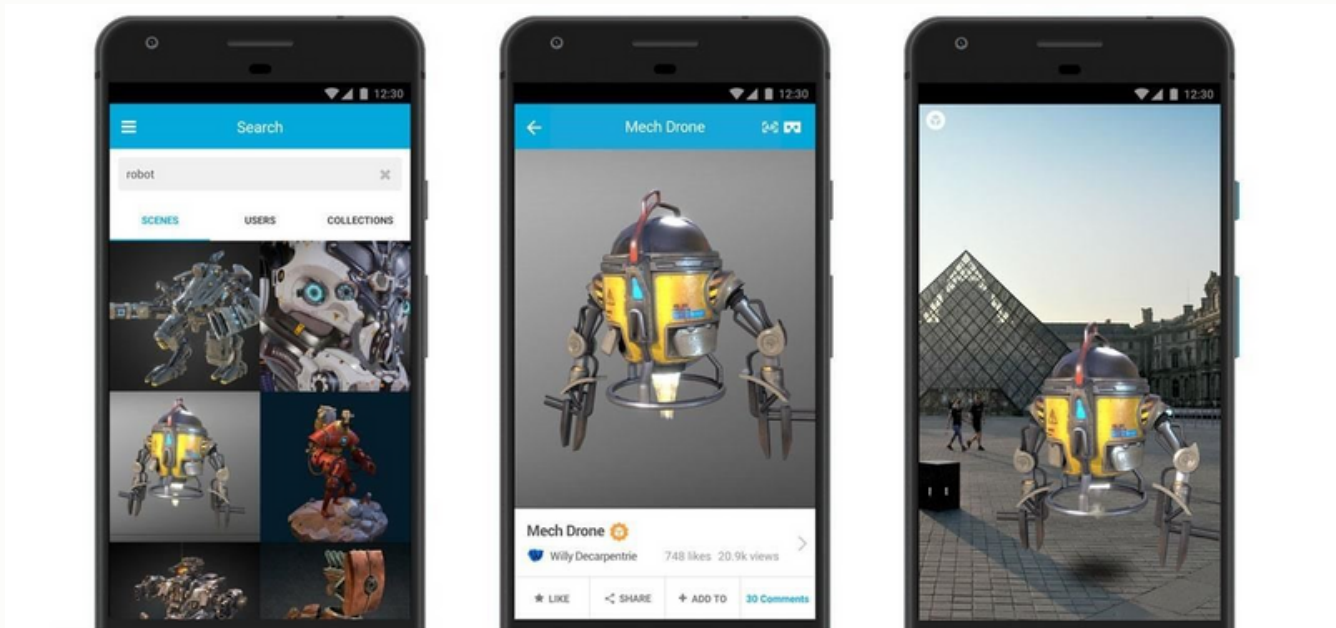 12:30
Search
robot
SCENES USERS COLLECTIONS
12:30
Mech Drone
Mech Drone
Willy Decarpentrie 748 likes 20.9k views
LIKE SHARE ADD TO 30 Comments
12:30